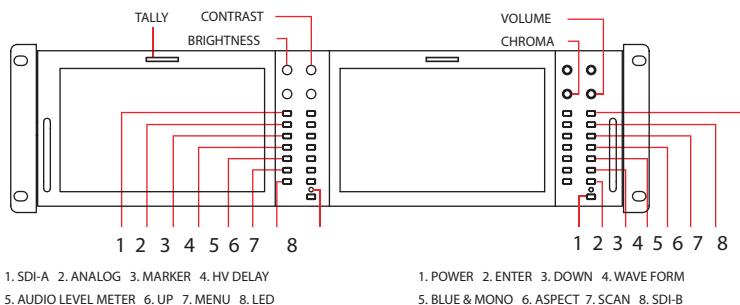 TALLY CONTRAST VOLUME
BRIGHTNESS CHROMA
1 2 3 4 5 6 7 8 1 2 3 4 5 6 7 8
1. SDI-A 2. ANALOG 3. MARKER 4. HV DELAY
5. AUDIO LEVEL METER 6. UP 7. MENU 8. LED
1. POWER 2. ENTER 3. DOWN 4. WAVE FORM
5. BLUE & MONO 6. ASPECT 7. SCAN 8. SDI-B